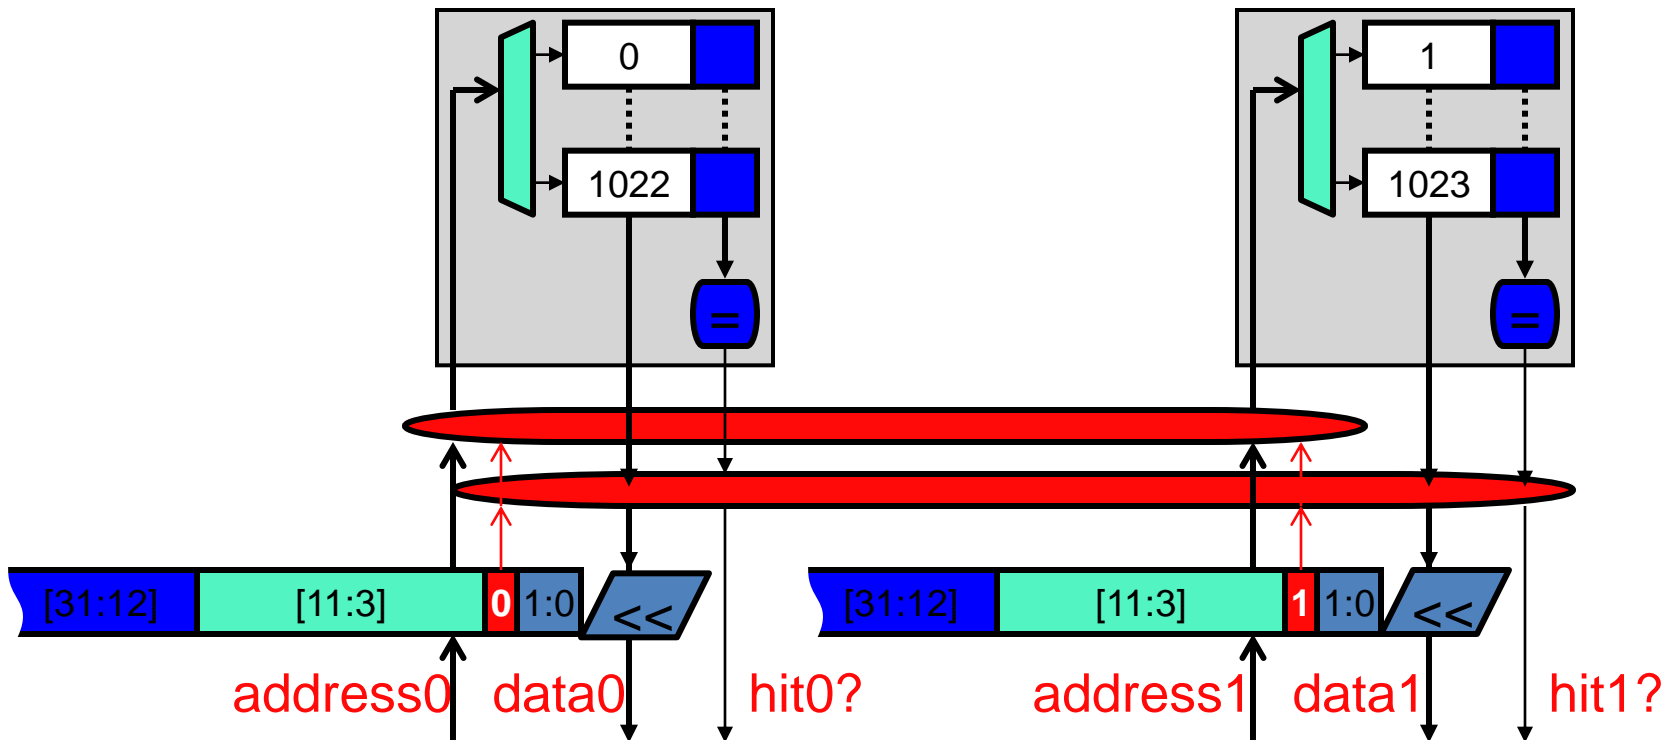 0 1
1022 1023
= =
[31:12] [11:3] 0 1:0 << [31:12] [11:3] 1 1:0 <<
address0 data0 hit0? address1 data1 hit1?